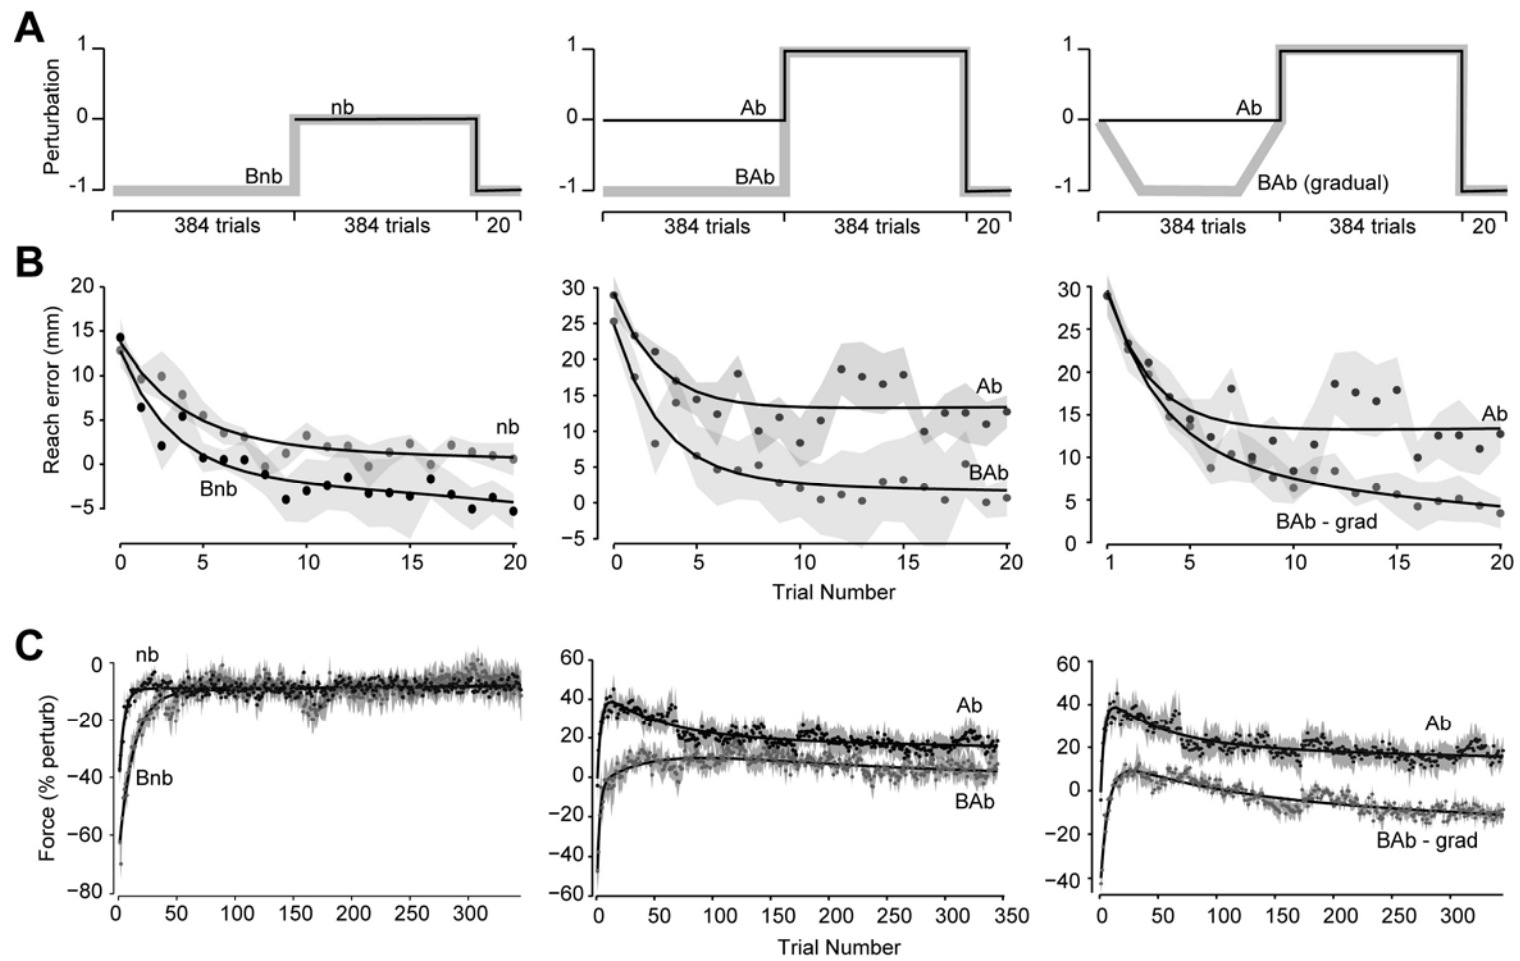 A
Perturbation
1
0
-1
nb
Bnb
384 trials
384 trials
20
1
0
-1
Ab
BAb
384 trials
384 trials
20
1
0
-1
Ab
BAb (gradual)
384 trials
384 trials
20
B
Reach error (mm)
20
15
10
5
0
−5
nb
Bnb
0 5 10 15 20
30
25
20
15
10
5
0
−5
Ab
BAb
0 5 10 15 20
30
25
20
15
10
5
0
Ab
BAb - grad
1 5 10 15 20
Trial Number
C
Force (% perturb)
0
−20
−40
−60
−80
nb
Bnb
0 50 100 150 200 250 300
60
40
20
0
−20
−40
−60
Ab
BAb
0 50 100 150 200 250 300 350
60
40
20
0
−20
−40
Ab
BAb - grad
0 50 100 150 200 250 300
Trial Number